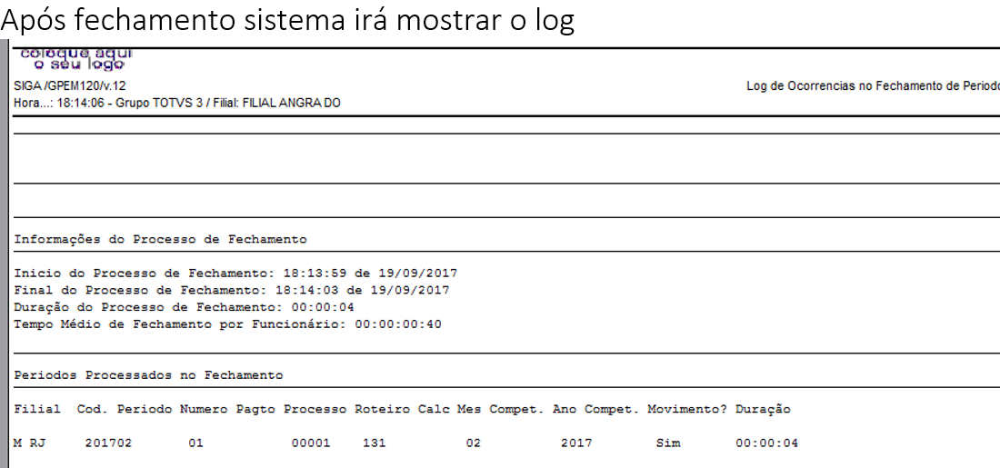 Após fechamento sistema irá mostrar o log
coloque aqui
o seu logo
SIGA /GPEM120/v.12
Log de Ocorrencias no Fechamento de Periodo
Hora...: 18:14:06 - Grupo TOTVS 3 / Filial: FILIAL ANGRA DO
Informações do Processo de Fechamento
Inicio do Processo de Fechamento: 18:13:59 de 19/09/2017
Final do Processo de Fechamento: 18:14:03 de 19/09/2017
Duração do Processo de Fechamento: 00:00:04
Tempo Médio de Fechamento por Funcionário: 00:00:00:40
Periodos Processados no Fechamento
Filial Cod. Periodo Numero Pagto Processo Roteiro Calc Mes Compet. Ano Compet. Movimento? Duração
M RJ 201702 01 00001 131 02 2017 Sim 00:00:04